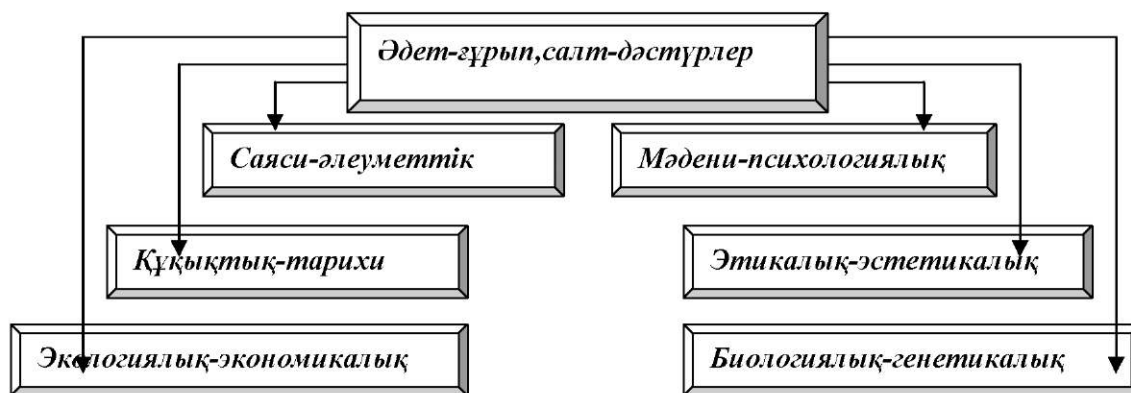 Әдет-ғұрып,салт-дәстүрлер
Саяси-әлеуметтік
Мәдени-психологиялық
Құқықтық-тарихи
Этикалық-эстетикалық
Экологиялық-экономикалық
Биологиялық-генетикалық